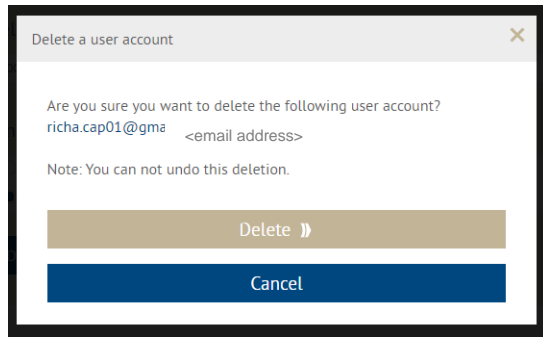 Delete a user account
Are you sure you want to delete the following user account?
richa.cap01@gma <email address>
Note: You can not undo this deletion.
Delete
Cancel